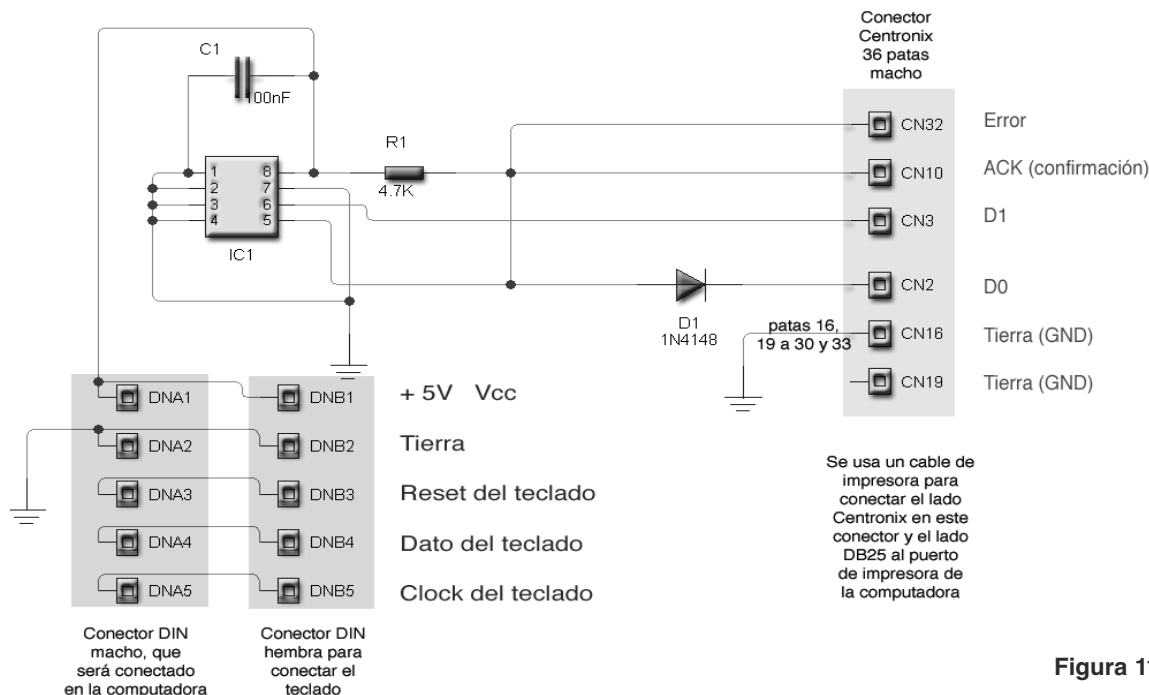 Conector
Centronix
36 patas
macho
C1
100nF
R1
4.7K
1 8
2 7
3 6
4 5
IC1
CN32 Error
CN10 ACK (confirmación)
CN3 D1
CN2 D0
D1
1N4148
patas 16,
19 a 30 y 33
CN16 Tierra (GND)
CN19 Tierra (GND)
DNA1 DNB1 + 5V Vcc
DNA2 DNB2 Tierra
DNA3 DNB3 Reset del teclado
DNA4 DNB4 Dato del teclado
DNA5 DNB5 Clock del teclado
Conector DIN
macho, que
será conectado
en la computadora
Conector DIN
hembra para
conectar el
teclado
Se usa un cable de
impresora para
conectar el lado
Centronix en este
conector y el lado
DB25 al puerto
de impresora de
la computadora
Figura